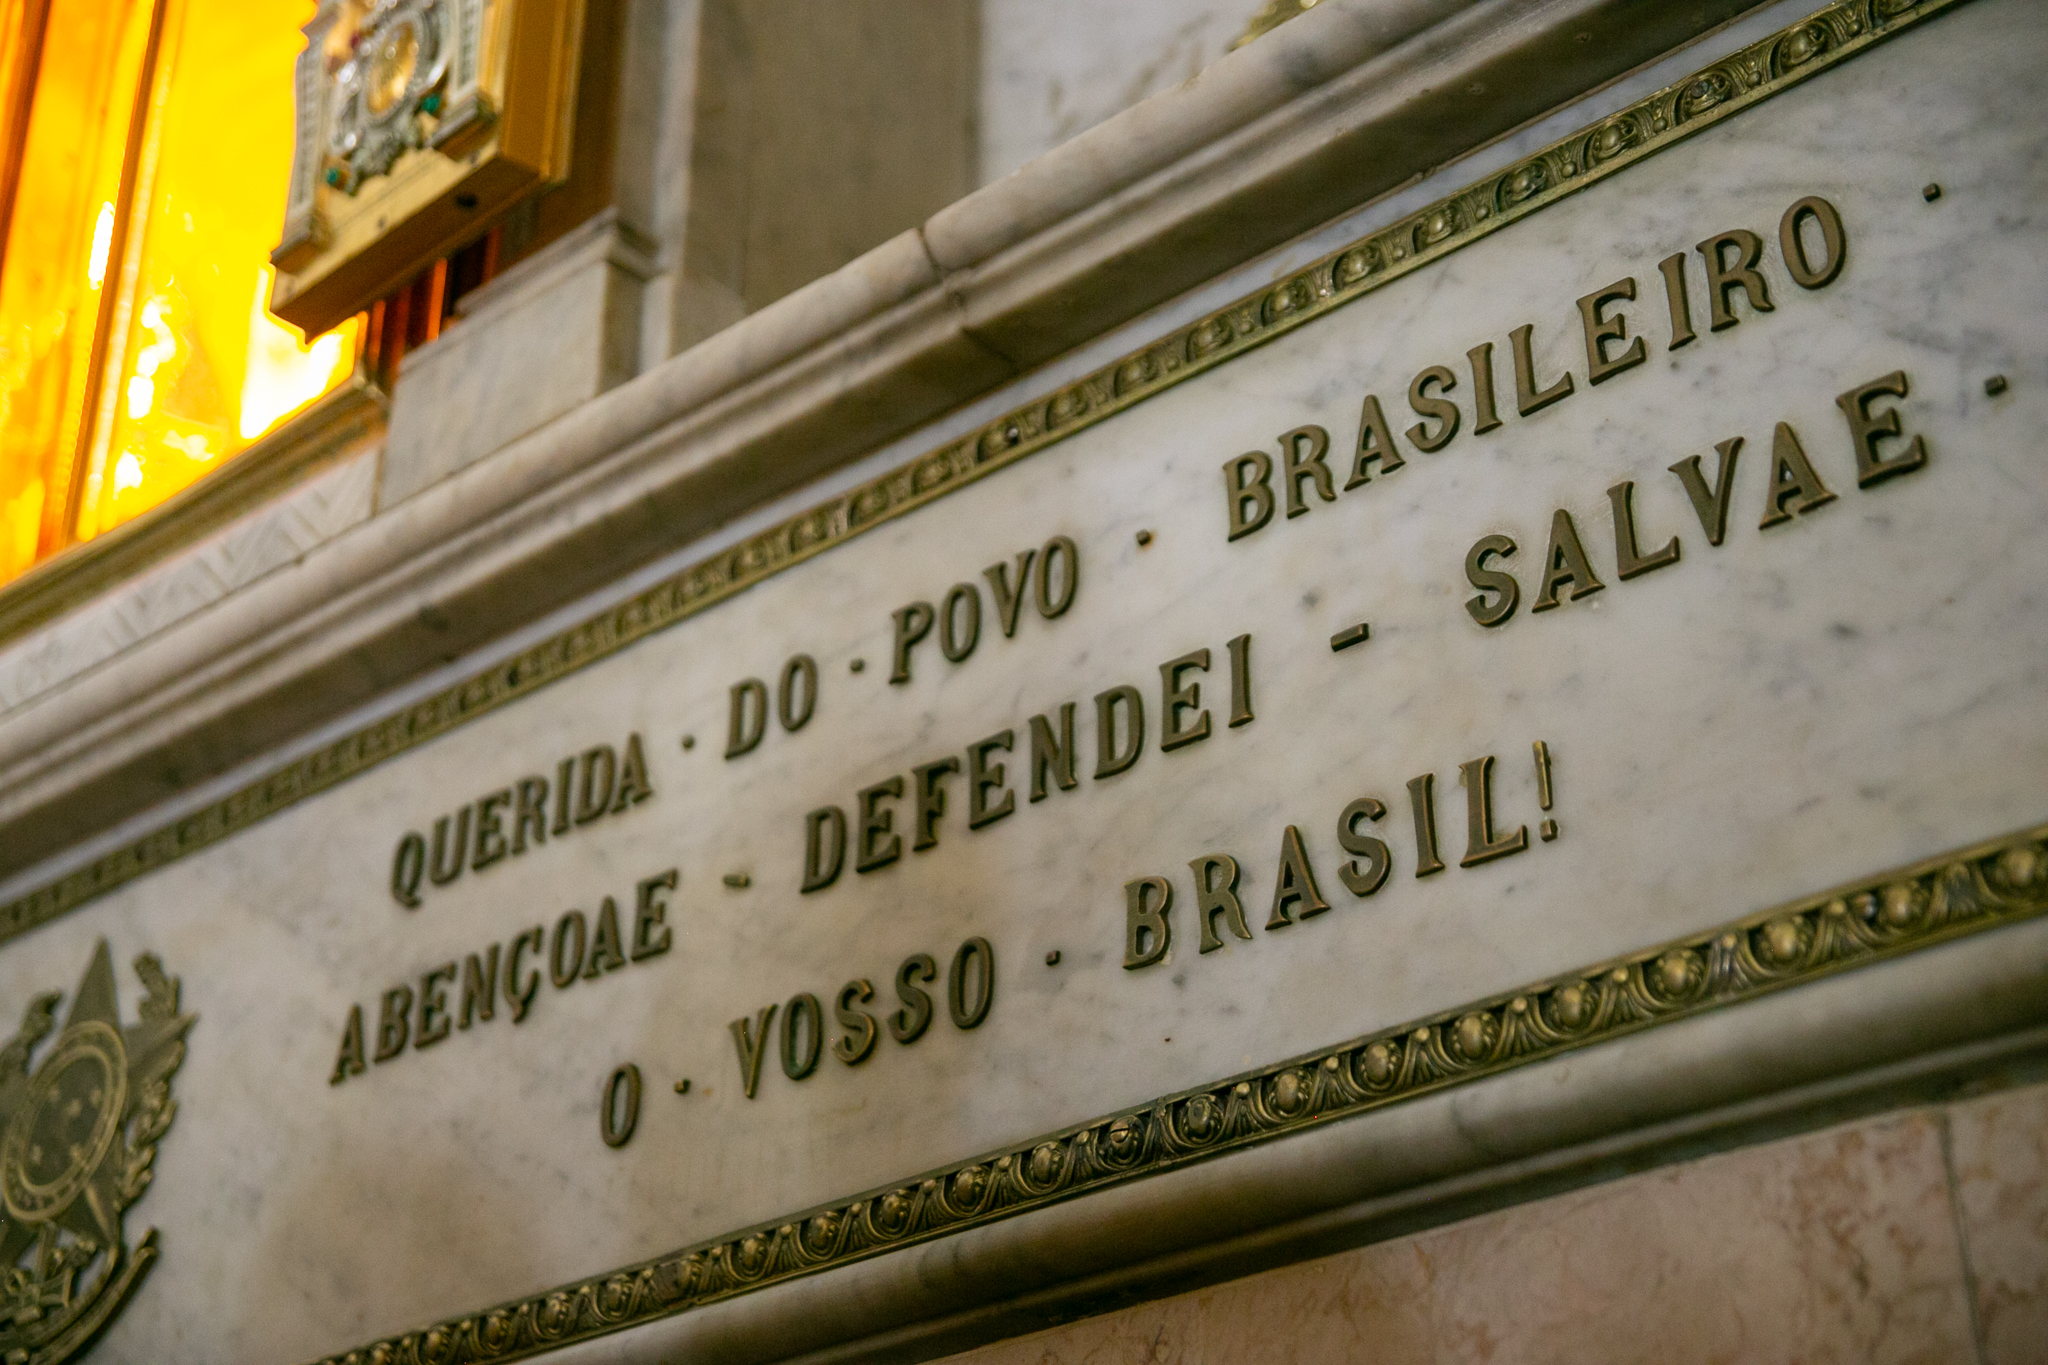 QUERIDA · DO · POVO · BRASILEIRO ·
ABENÇOAE - DEFENDEI - SALVAE ·
O · VOSSO · BRASIL!